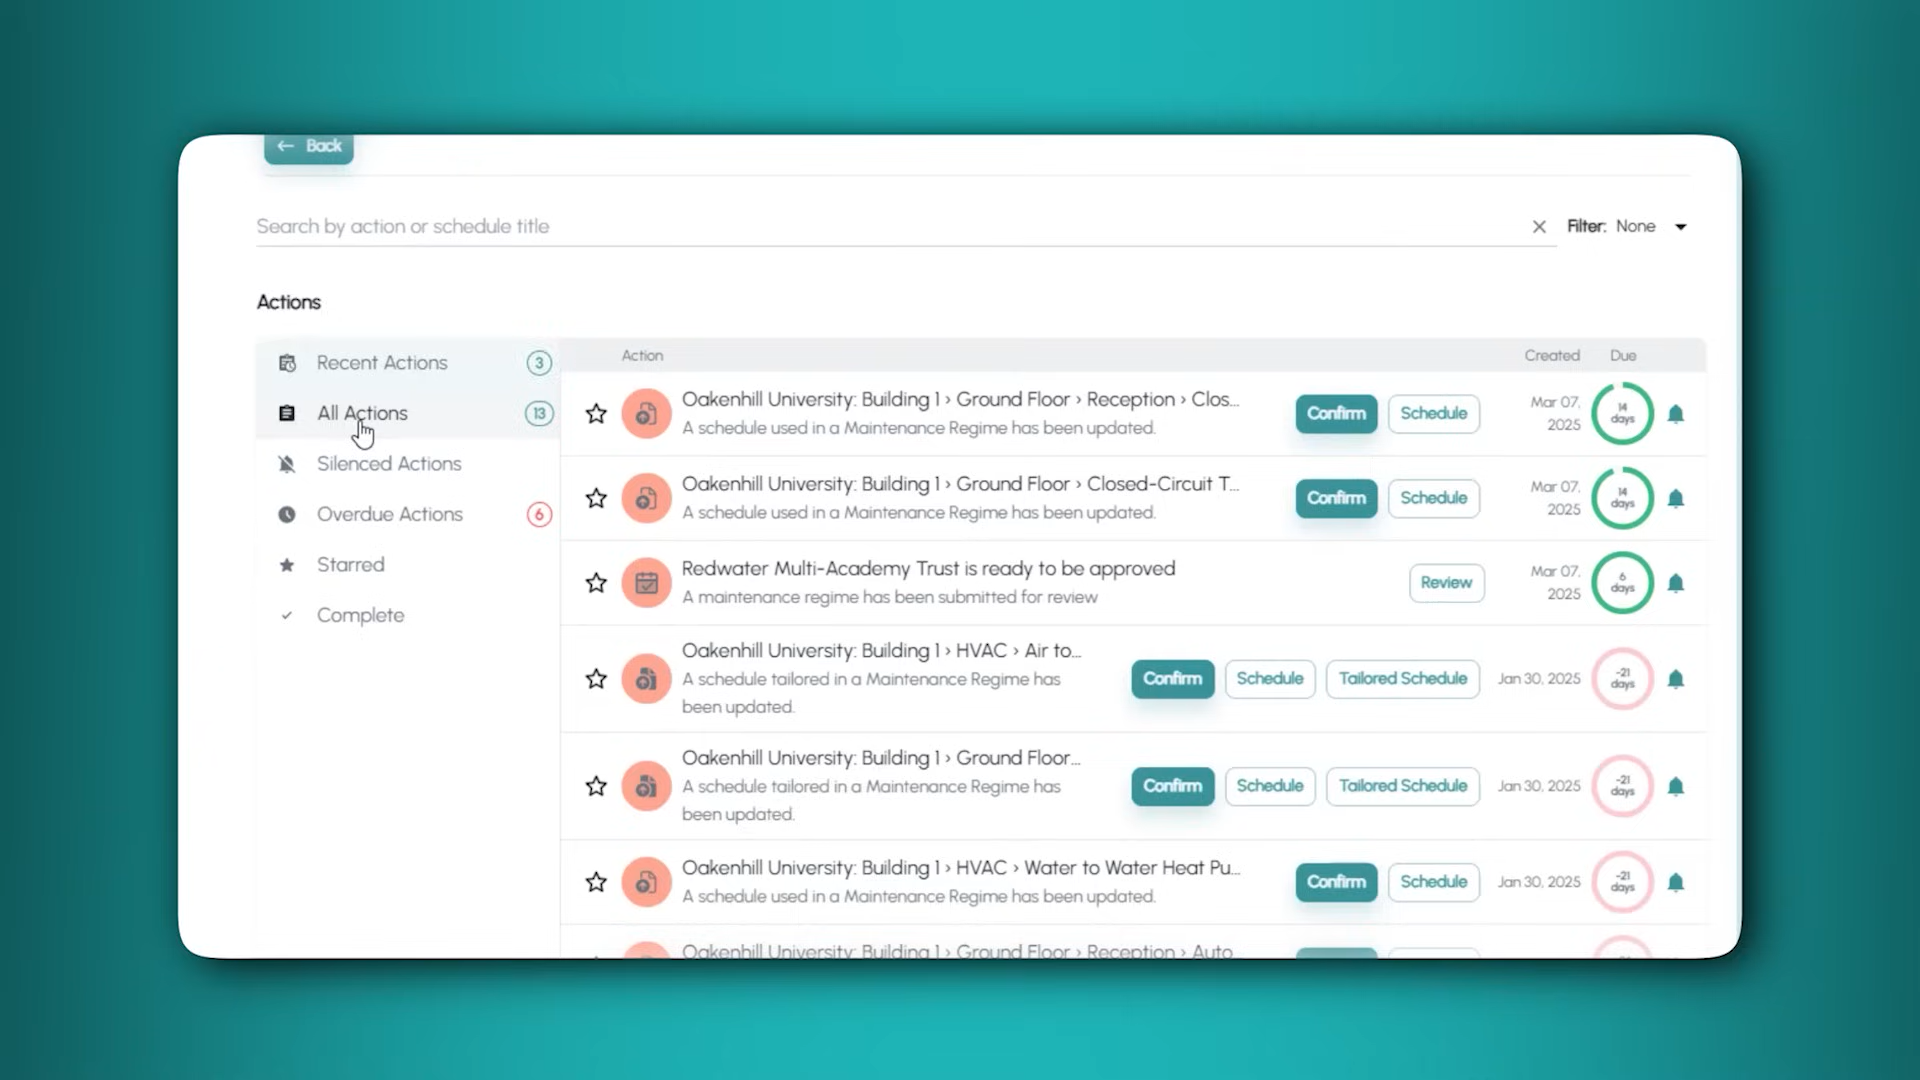 ← Back
Search by action or schedule title
Filter: None
Actions
Recent Actions 3
All Actions 13
Silenced Actions
Overdue Actions 6
Starred
Complete
Action Created Due
Oakenhill University: Building 1 › Ground Floor › Reception › Clos...
A schedule used in a Maintenance Regime has been updated.
Confirm Schedule
Mar 07,
2025
14
days
Oakenhill University: Building 1 › Ground Floor › Closed-Circuit T...
A schedule used in a Maintenance Regime has been updated.
Confirm Schedule
Mar 07,
2025
14
days
Redwater Multi-Academy Trust is ready to be approved
A maintenance regime has been submitted for review
Review
Mar 07,
2025
6
days
Oakenhill University: Building 1 › HVAC › Air to...
A schedule tailored in a Maintenance Regime has
been updated.
Confirm Schedule Tailored Schedule
Jan 30, 2025
-21
days
Oakenhill University: Building 1 › Ground Floor...
A schedule tailored in a Maintenance Regime has
been updated.
Confirm Schedule Tailored Schedule
Jan 30, 2025
-21
days
Oakenhill University: Building 1 › HVAC › Water to Water Heat Pu...
A schedule used in a Maintenance Regime has been updated.
Confirm Schedule
Jan 30, 2025
-21
days
Oakenhill University: Building 1 › Ground Floor › Reception › Auto